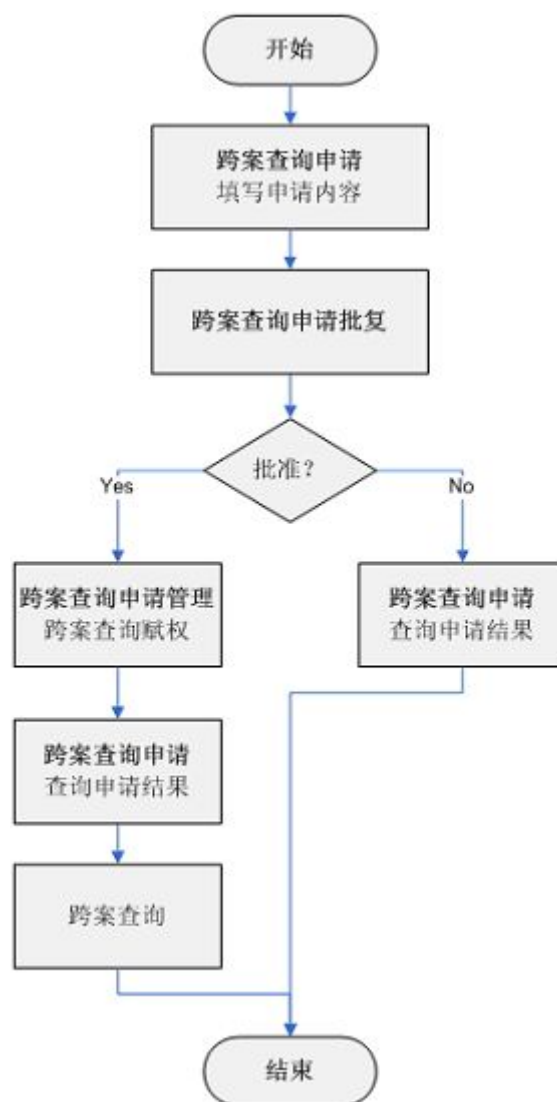 开始
跨案查询申请
填写申请内容
跨案查询申请批复
批准？
Yes
No
跨案查询申请管理
跨案查询赋权
跨案查询申请
查询申请结果
跨案查询申请
查询申请结果
跨案查询
结束